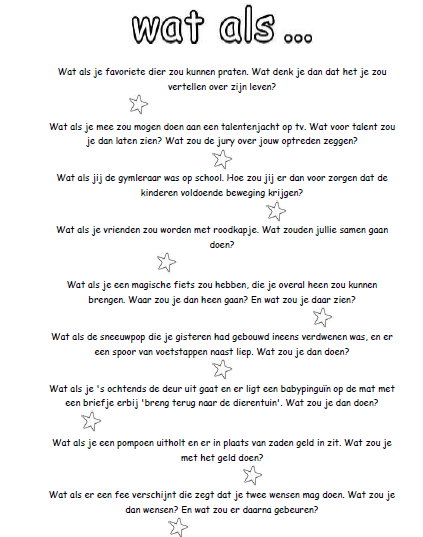 wat als ...
Wat als je favoriete dier zou kunnen praten. Wat denk je dan dat het je zou
vertellen over zijn leven?
Wat als je mee zou mogen doen aan een talentenjacht op tv. Wat voor talent zou
je dan laten zien? Wat zou de jury over jouw optreden zeggen?
Wat als jij de gymleraar was op school. Hoe zou jij er dan voor zorgen dat de
kinderen voldoende beweging krijgen?
Wat als je vrienden zou worden met roodkapje. Wat zouden jullie samen gaan
doen?
Wat als je een magische fiets zou hebben, die je overal heen zou kunnen
brengen. Waar zou je dan heen gaan? En wat zou je daar zien?
Wat als de sneeuwpop die je gisteren had gebouwd ineens verdwenen was, en er
een spoor van voetstappen naast liep. Wat zou je dan doen?
Wat als je 's ochtends de deur uit gaat en er ligt een babypinguïn op de mat met
een briefje erbij 'breng terug naar de dierentuin'. Wat zou je dan doen?
Wat als je een pompoen uitholt en er in plaats van zaden geld in zit. Wat zou je
met het geld doen?
Wat als er een fee verschijnt die zegt dat je twee wensen mag doen. Wat zou je
dan wensen? En wat zou er daarna gebeuren?